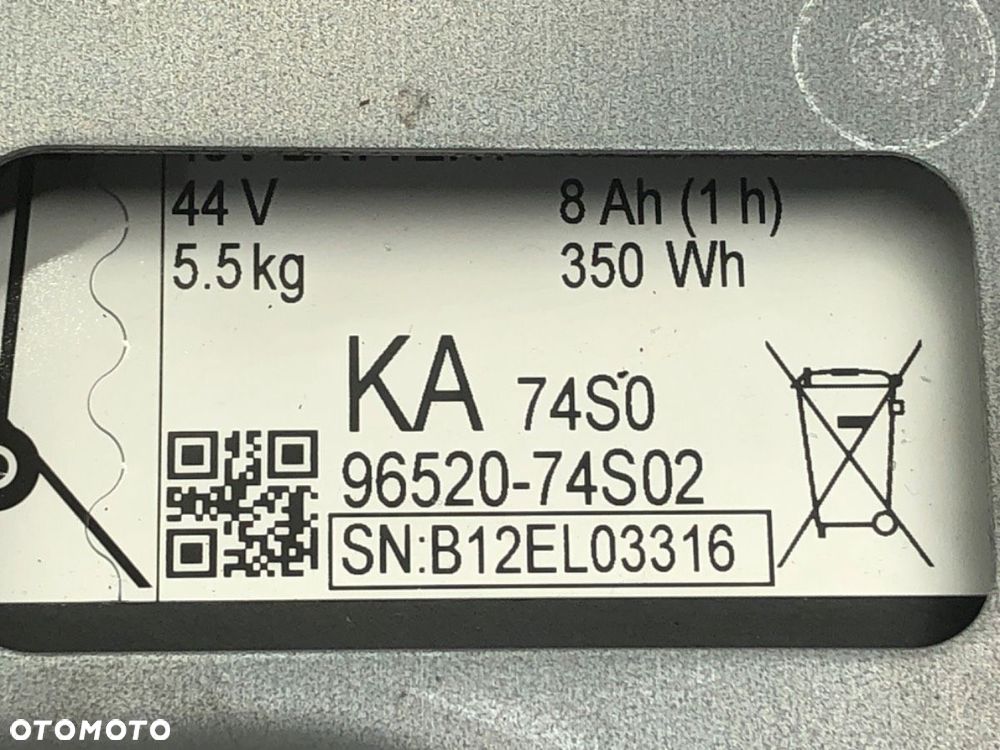 44 V 8 Ah (1 h)
5.5 kg 350 Wh
KA 74S0
96520-74S02
SN:B12EL03316
OTOMOTO